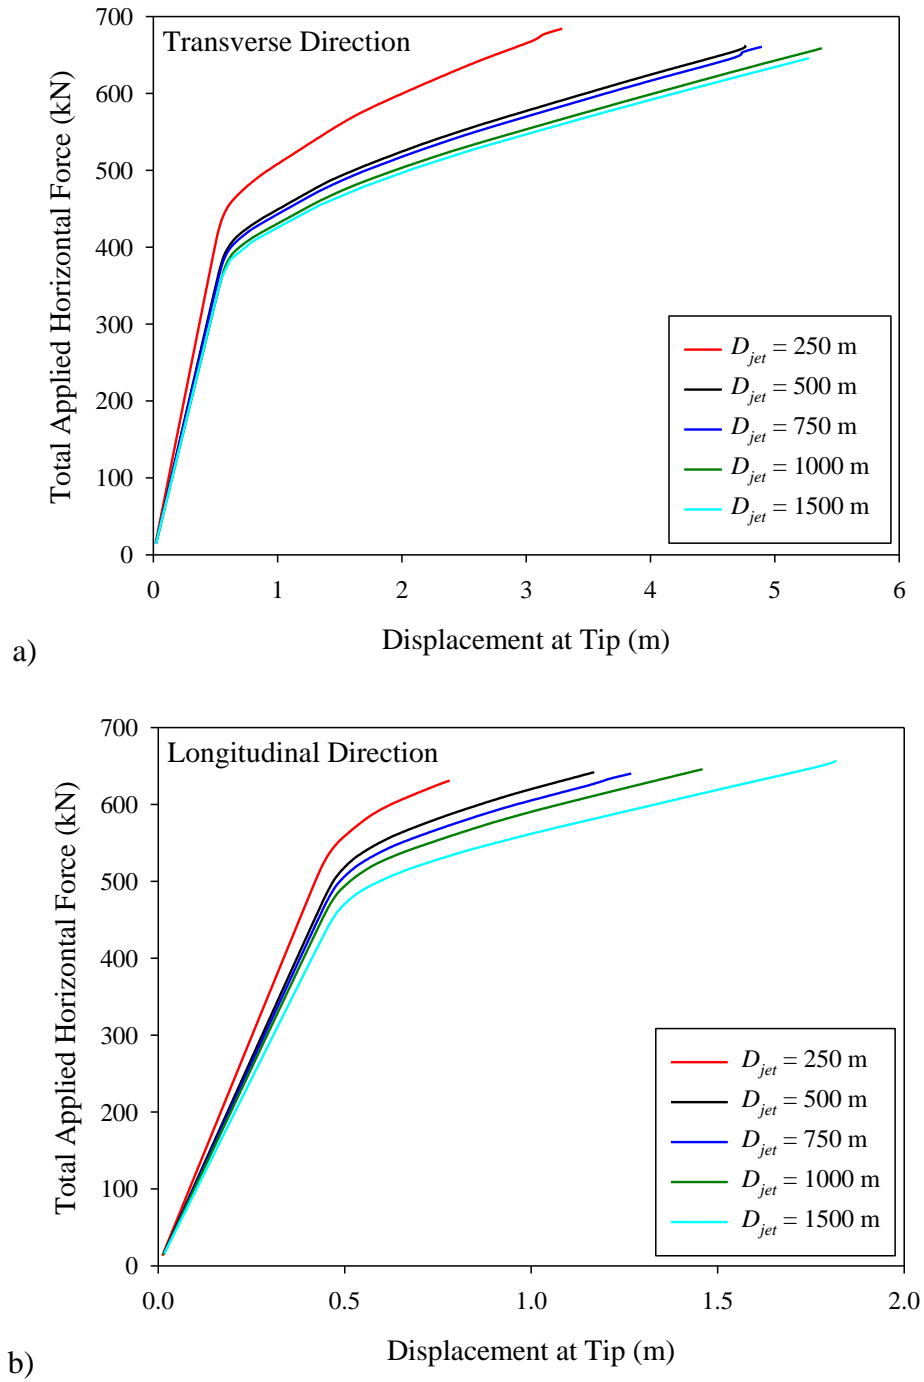 700
Transverse Direction
600
500
400
300
200
100
0
Total Applied Horizontal Force (kN)
D_jet = 250 m
D_jet = 500 m
D_jet = 750 m
D_jet = 1000 m
D_jet = 1500 m
0 1 2 3 4 5 6
Displacement at Tip (m)
a)
700
Longitudinal Direction
600
500
400
300
200
100
0
Total Applied Horizontal Force (kN)
D_jet = 250 m
D_jet = 500 m
D_jet = 750 m
D_jet = 1000 m
D_jet = 1500 m
0.0 0.5 1.0 1.5 2.0
Displacement at Tip (m)
b)